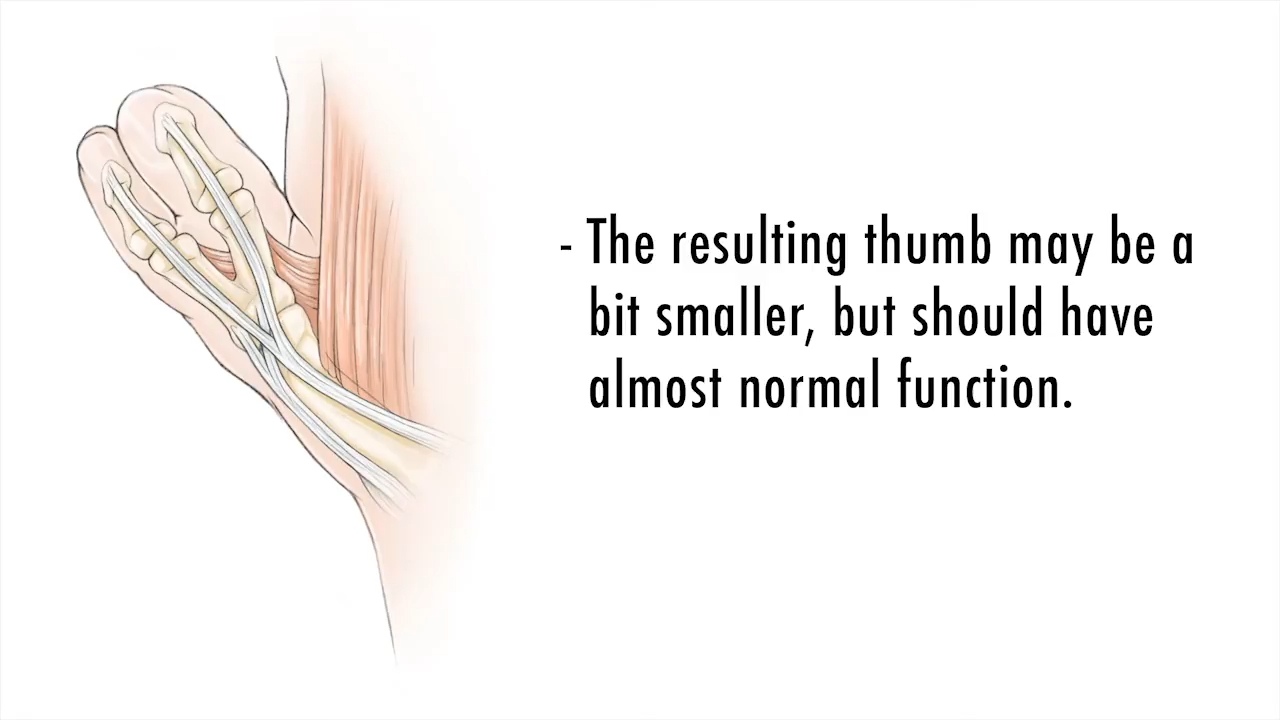 - The resulting thumb may be a
bit smaller, but should have
almost normal function.